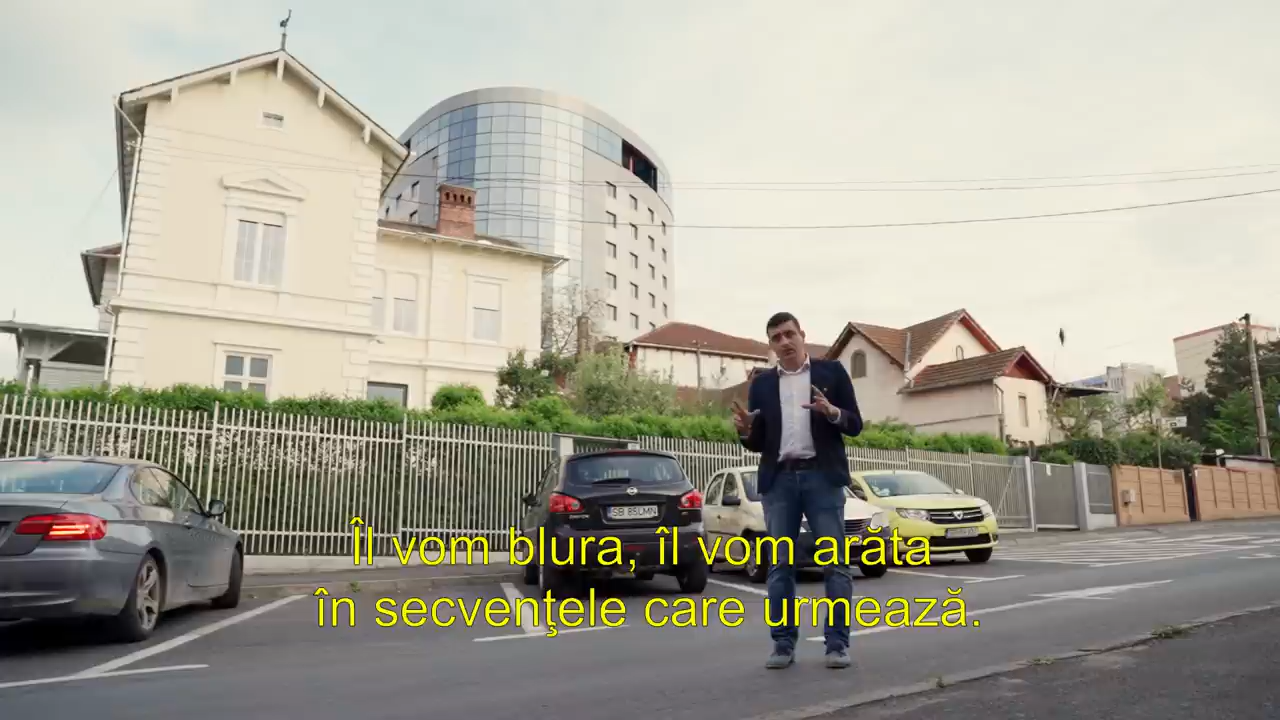 SB 85 LMN
Îl vom blura, îl vom arăta
în secvenţele care urmează.